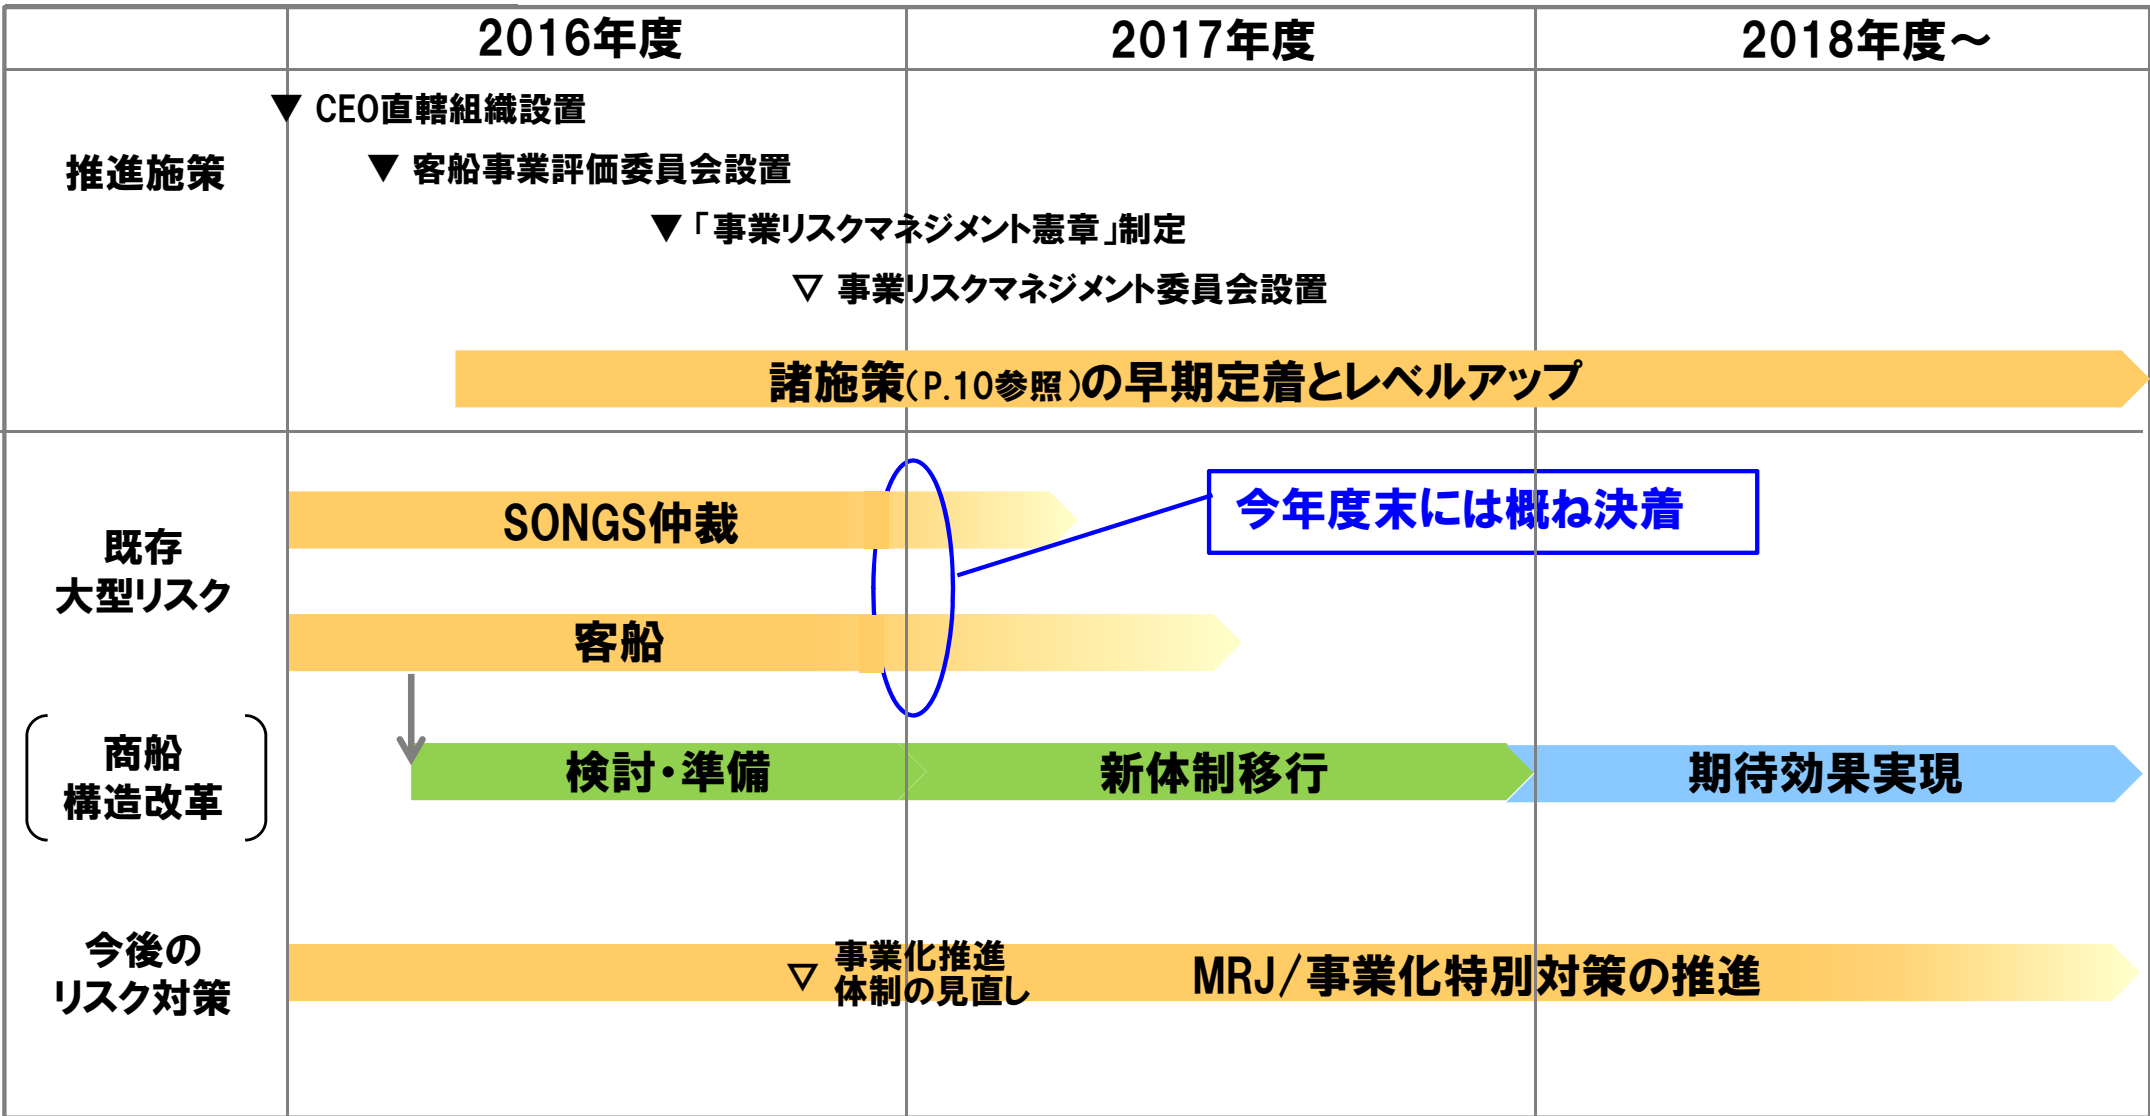 2016年度
2017年度
2018年度～
推進施策
▼ CEO直轄組織設置
▼ 客船事業評価委員会設置
▼「事業リスクマネジメント憲章」制定
▽ 事業リスクマネジメント委員会設置
諸施策(P.10参照)の早期定着とレベルアップ
既存
大型リスク
SONGS仲裁
今年度末には概ね決着
客船
商船
構造改革
検討・準備
新体制移行
期待効果実現
今後の
リスク対策
▽ 事業化推進
体制の見直し
MRJ/事業化特別対策の推進